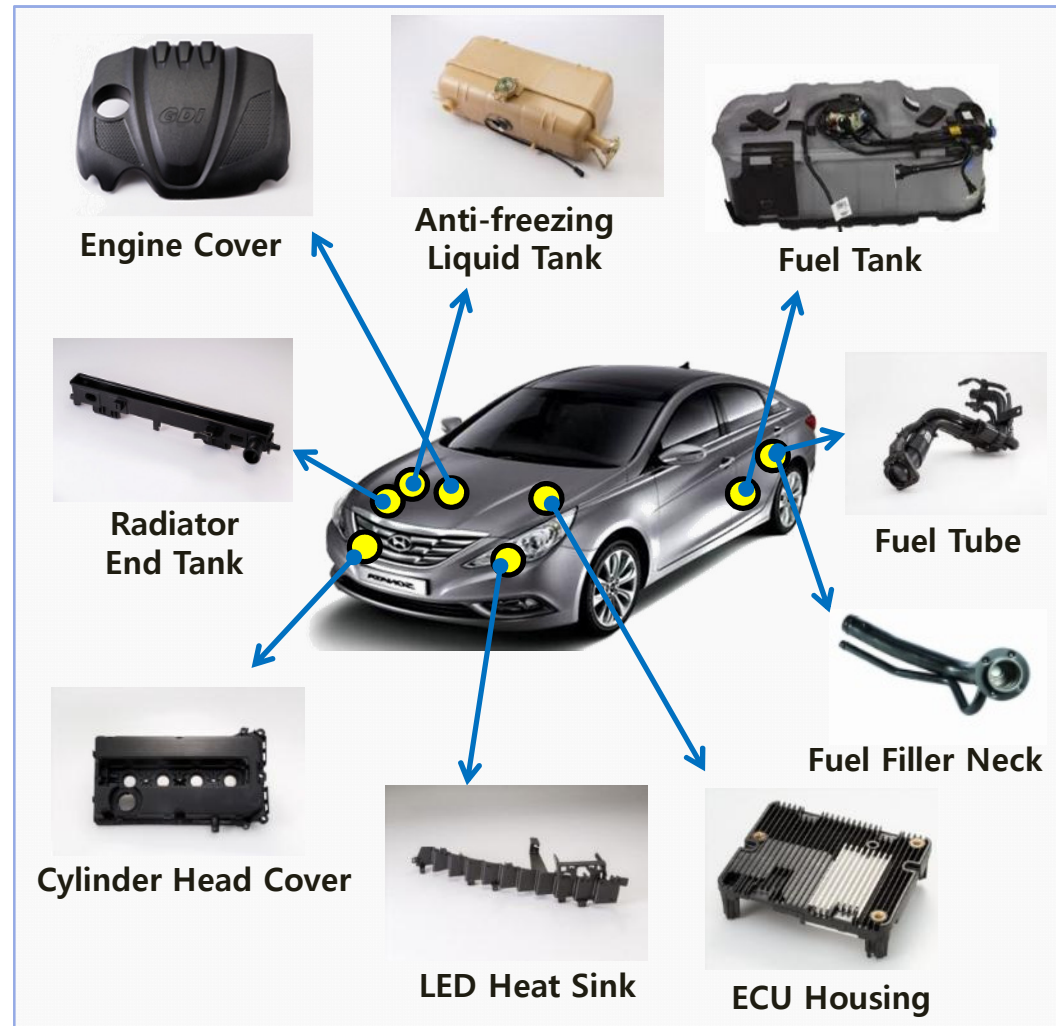 GDI
Engine Cover
Anti-freezing
Liquid Tank
Fuel Tank
Radiator
End Tank
Fuel Tube
SONATA
Fuel Filler Neck
Cylinder Head Cover
LED Heat Sink
ECU Housing